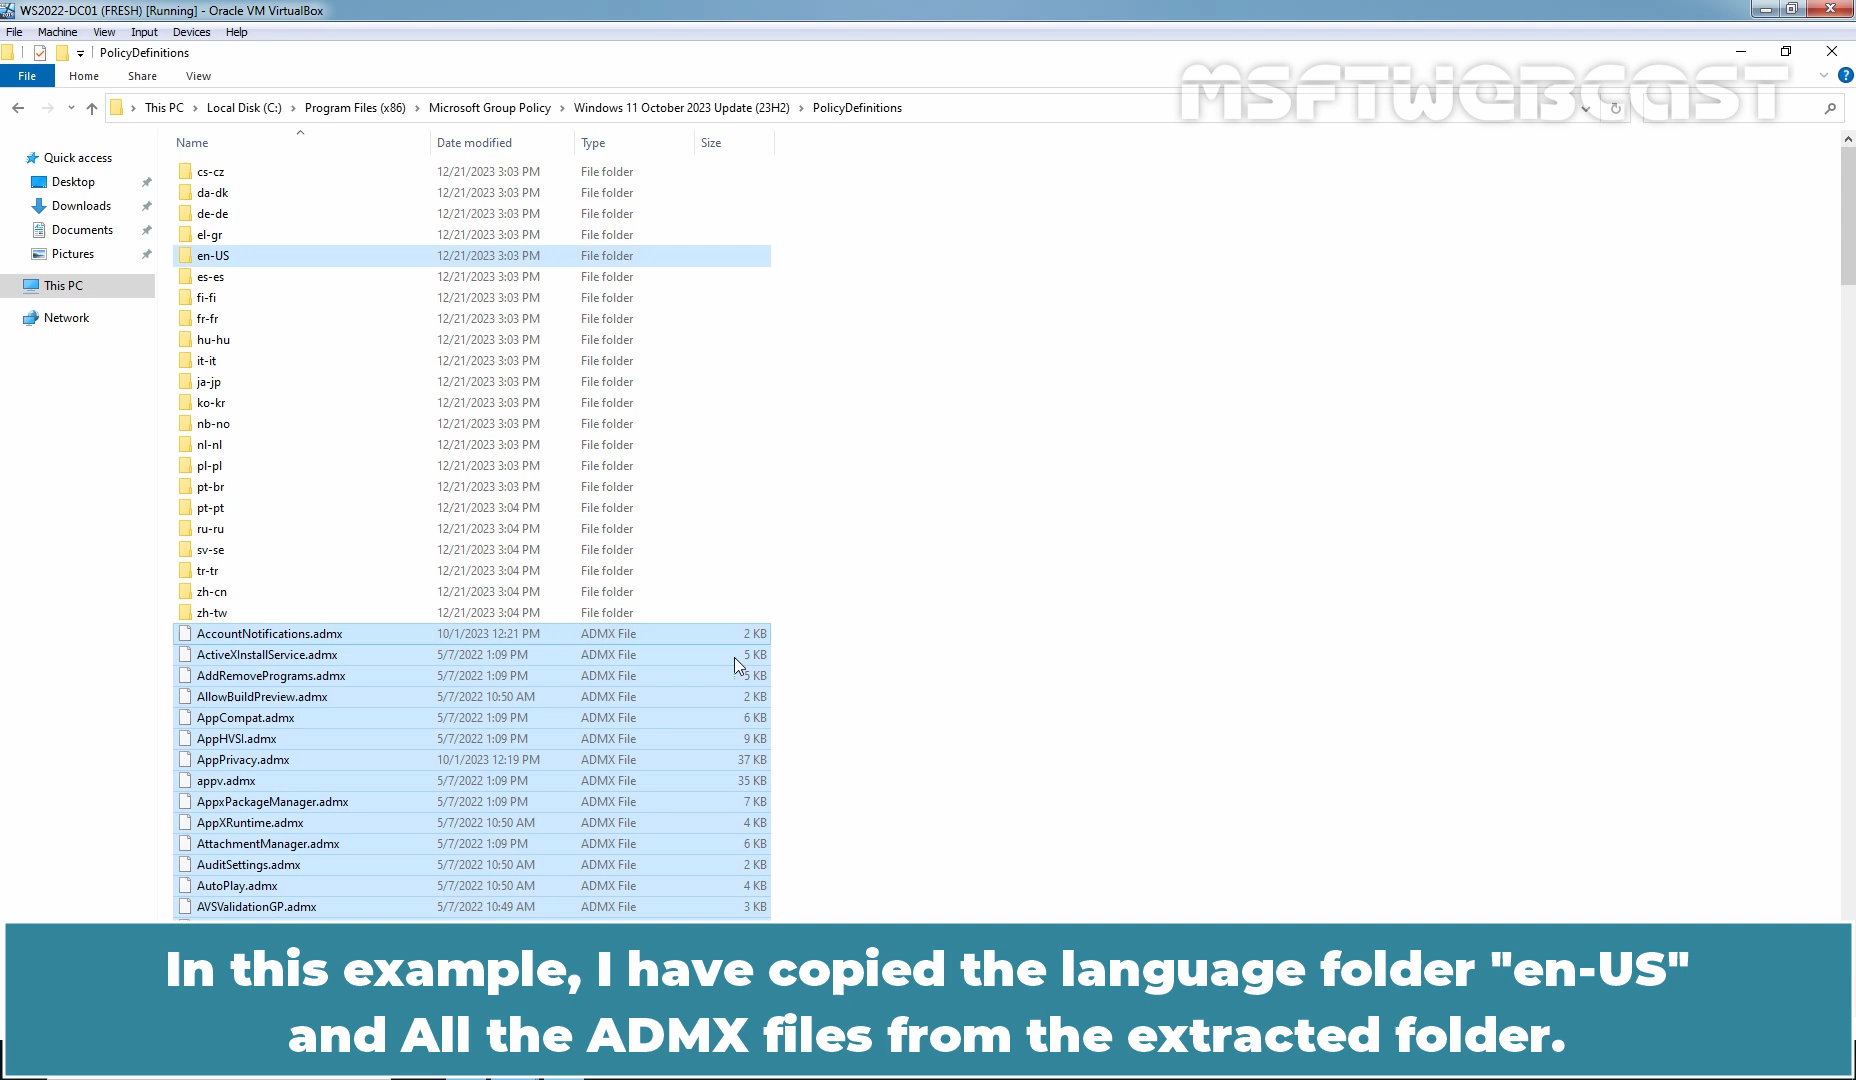 WS2022-DC01 (FRESH) [Running] - Oracle VM VirtualBox
File Machine View Input Devices Help
PolicyDefinitions
File Home Share View
MSFTWEBCAST
This PC Local Disk (C:) Program Files (x86) Microsoft Group Policy Windows 11 October 2023 Update (23H2) PolicyDefinitions
Name Date modified Type Size
Quick access
Desktop
Downloads
Documents
Pictures
This PC
Network
cs-cz 12/21/2023 3:03 PM File folder
da-dk 12/21/2023 3:03 PM File folder
de-de 12/21/2023 3:03 PM File folder
el-gr 12/21/2023 3:03 PM File folder
en-US 12/21/2023 3:03 PM File folder
es-es 12/21/2023 3:03 PM File folder
fi-fi 12/21/2023 3:03 PM File folder
fr-fr 12/21/2023 3:03 PM File folder
hu-hu 12/21/2023 3:03 PM File folder
it-it 12/21/2023 3:03 PM File folder
ja-jp 12/21/2023 3:03 PM File folder
ko-kr 12/21/2023 3:03 PM File folder
nb-no 12/21/2023 3:03 PM File folder
nl-nl 12/21/2023 3:03 PM File folder
pl-pl 12/21/2023 3:03 PM File folder
pt-br 12/21/2023 3:03 PM File folder
pt-pt 12/21/2023 3:04 PM File folder
ru-ru 12/21/2023 3:04 PM File folder
sv-se 12/21/2023 3:04 PM File folder
tr-tr 12/21/2023 3:04 PM File folder
zh-cn 12/21/2023 3:04 PM File folder
zh-tw 12/21/2023 3:04 PM File folder
AccountNotifications.admx 10/1/2023 12:21 PM ADMX File 2 KB
ActiveXInstallService.admx 5/7/2022 1:09 PM ADMX File 5 KB
AddRemovePrograms.admx 5/7/2022 1:09 PM ADMX File 5 KB
AllowBuildPreview.admx 5/7/2022 10:50 AM ADMX File 2 KB
AppCompat.admx 5/7/2022 1:09 PM ADMX File 6 KB
AppHVSI.admx 5/7/2022 1:09 PM ADMX File 9 KB
AppPrivacy.admx 10/1/2023 12:19 PM ADMX File 37 KB
appv.admx 5/7/2022 1:09 PM ADMX File 35 KB
AppxPackageManager.admx 5/7/2022 1:09 PM ADMX File 7 KB
AppXRuntime.admx 5/7/2022 10:50 AM ADMX File 4 KB
AttachmentManager.admx 5/7/2022 1:09 PM ADMX File 6 KB
AuditSettings.admx 5/7/2022 10:50 AM ADMX File 2 KB
AutoPlay.admx 5/7/2022 10:50 AM ADMX File 4 KB
AVSValidationGP.admx 5/7/2022 10:49 AM ADMX File 3 KB
In this example, I have copied the language folder "en-US"
and All the ADMX files from the extracted folder.